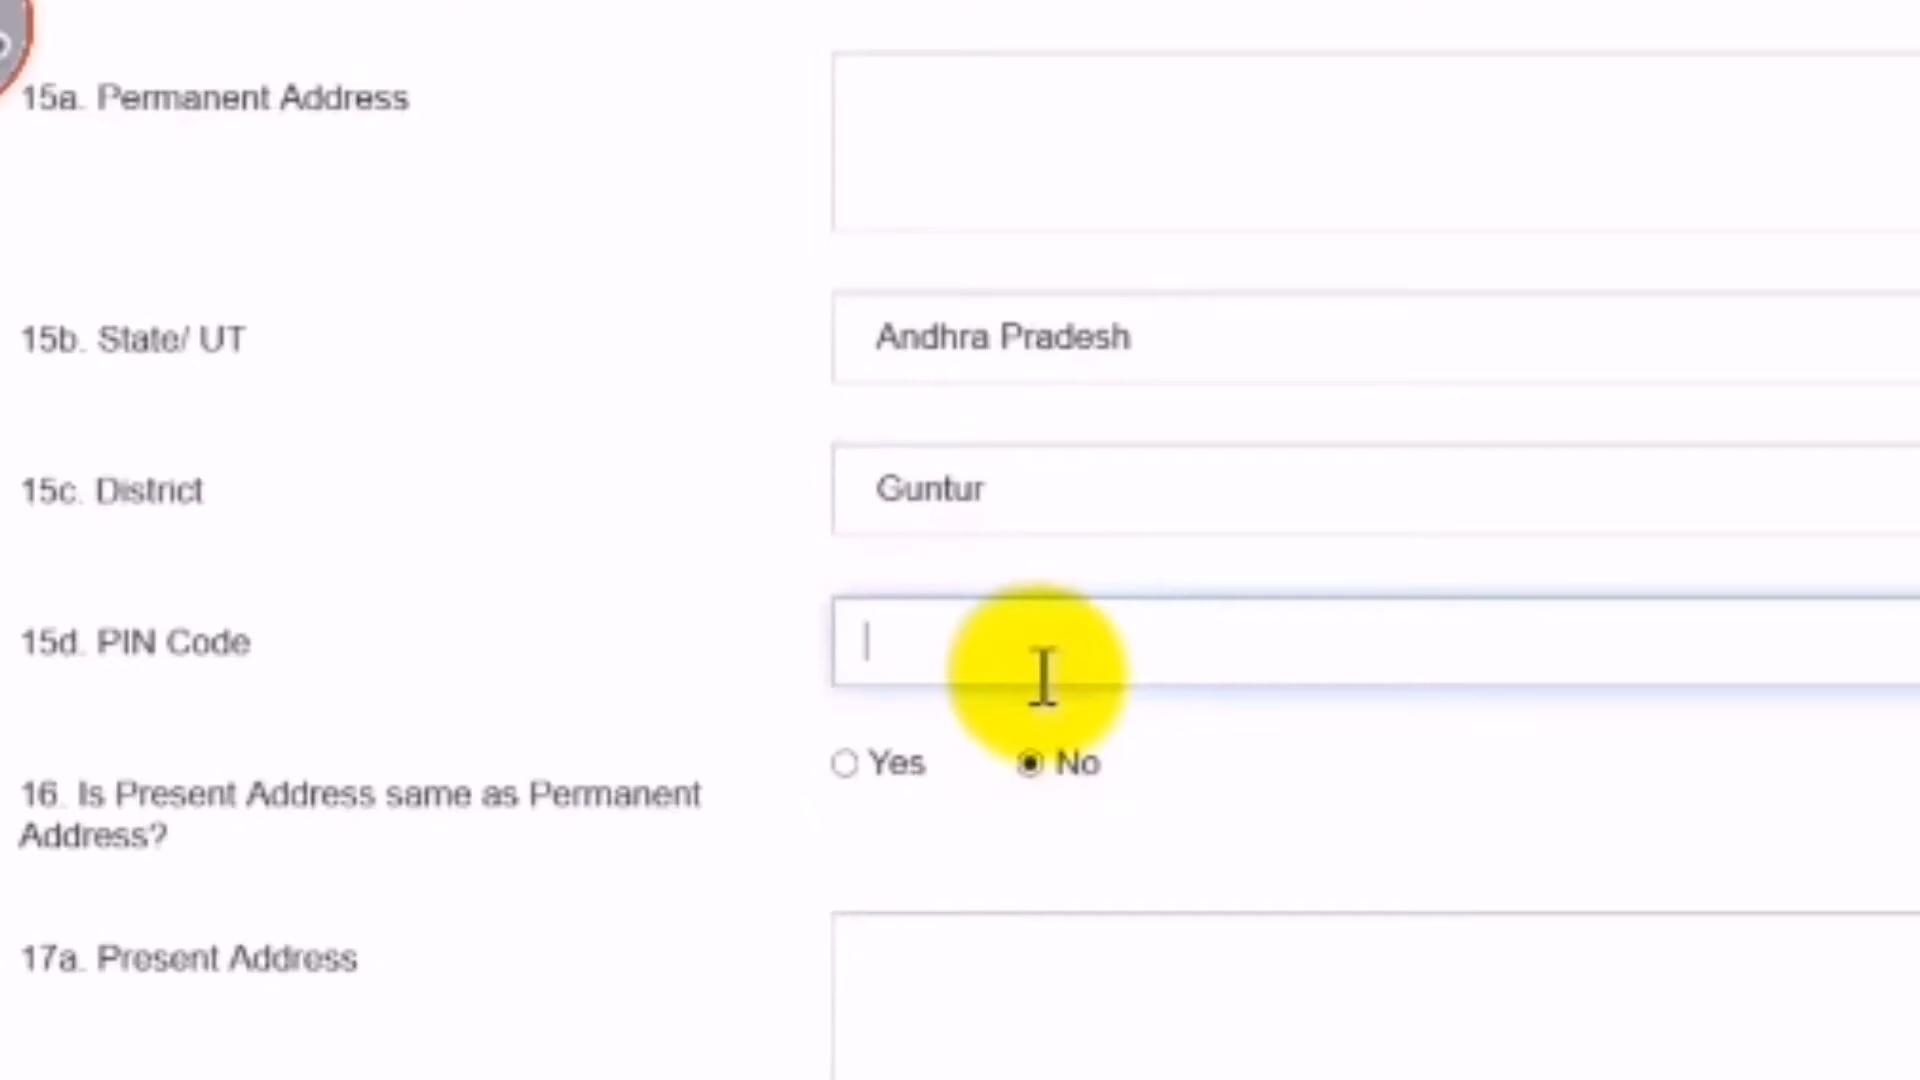 15a. Permanent Address
15b. State/ UT
Andhra Pradesh
15c. District
Guntur
15d. PIN Code
Yes
No
16. Is Present Address same as Permanent
Address?
17a. Present Address